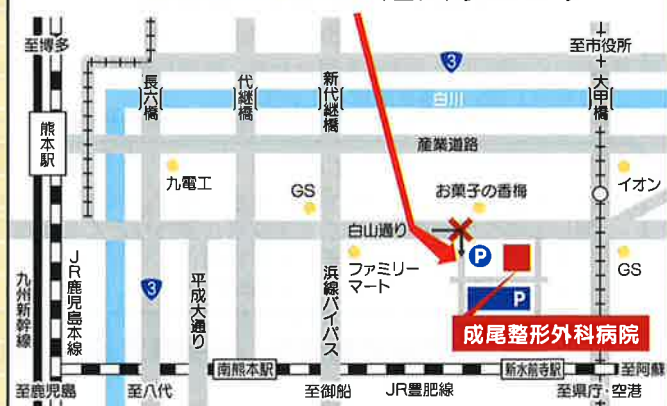 至博多
至市役所
3
長六橋
代継橋
新代継橋
大甲橋
白川
熊本駅
産業道路
九電工
GS
お菓子の香梅
イオン
白山通り
P
ファミリー
マート
GS
JR鹿児島本線
九州新幹線
3
平成大通り
浜線バイパス
P
成尾整形外科病院
南熊本駅
新水前寺駅
至阿蘇
至鹿児島
至八代
至御船
JR豊肥線
至県庁・空港